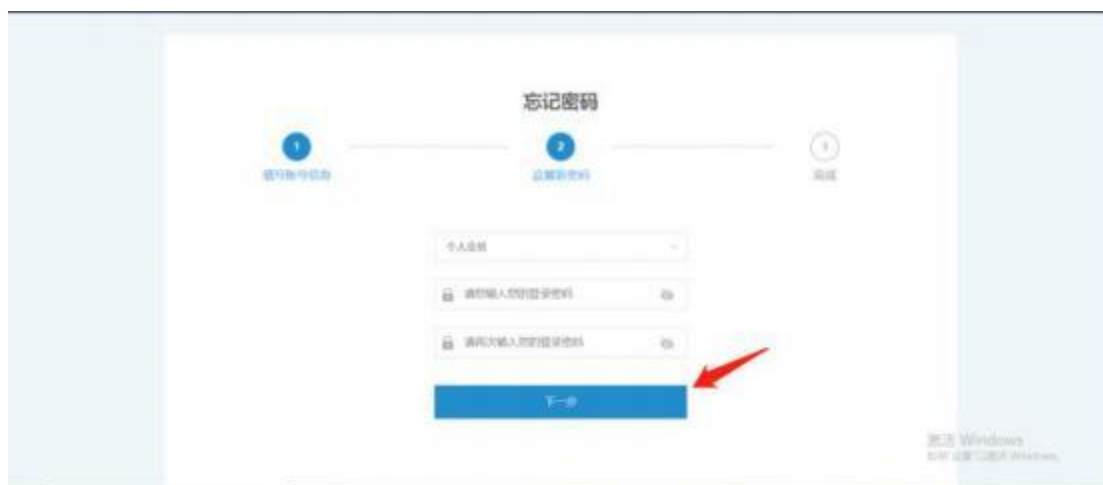 忘记密码
1
2
填写账号信息
设置新密码
完成
个人会员
请您输入您的登录密码
请再次输入您的登录密码
下一步
激活 Windows